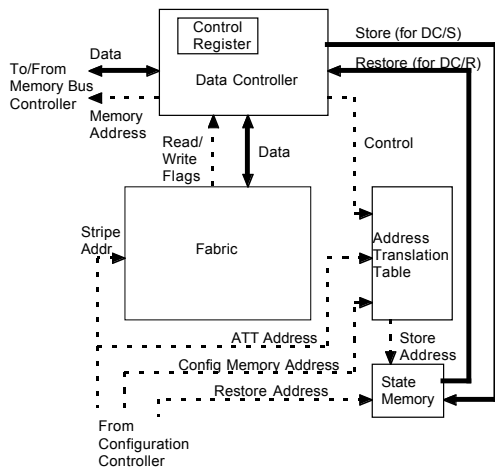 Control
Register
Data Controller
Store (for DC/S)
Restore (for DC/R)
Data
To/From
Memory Bus
Controller
Memory
Address
Read/
Write
Flags
Data
Control
Stripe
Addr
Fabric
Address
Translation
Table
ATT Address
Config Memory Address
Restore Address
Store
Address
State
Memory
From
Configuration
Controller